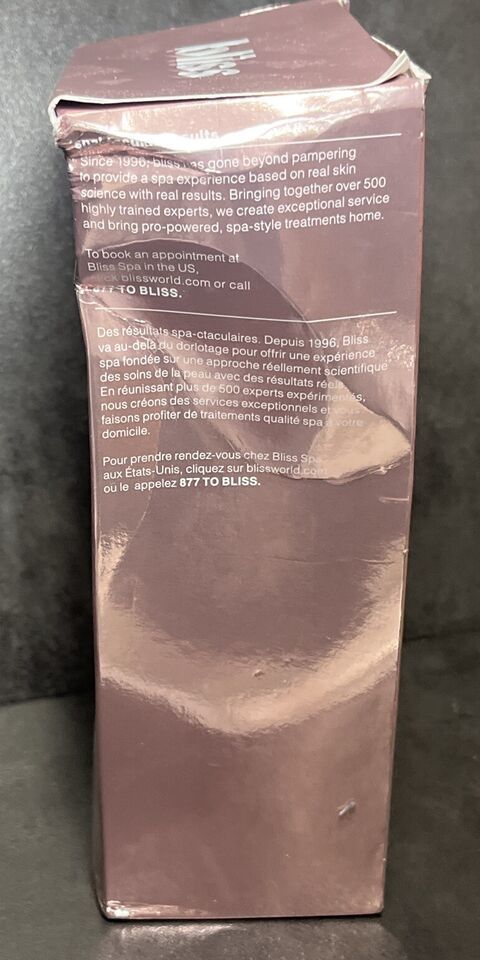 bliss
results
Since 1996, bliss has gone beyond pampering
to provide a spa experience based on real skin
science with real results. Bringing together over 500
highly trained experts, we create exceptional service
and bring pro-powered, spa-style treatments home.
To book an appointment at
Bliss Spa in the US,
click blissworld.com or call
877 TO BLISS.
Des résultats spa-ctaculaires. Depuis 1996, Bliss
va au-delà du dorlotage pour offrir une expérience
spa fondée sur une approche réellement scientifique
des soins de la peau avec des résultats réels.
En réunissant plus de 500 experts expérimentés,
nous créons des services exceptionnels et vous
faisons profiter de traitements qualité spa à votre
domicile.
Pour prendre rendez-vous chez Bliss Spa
aux États-Unis, cliquez sur blissworld.com
ou le appelez 877 TO BLISS.